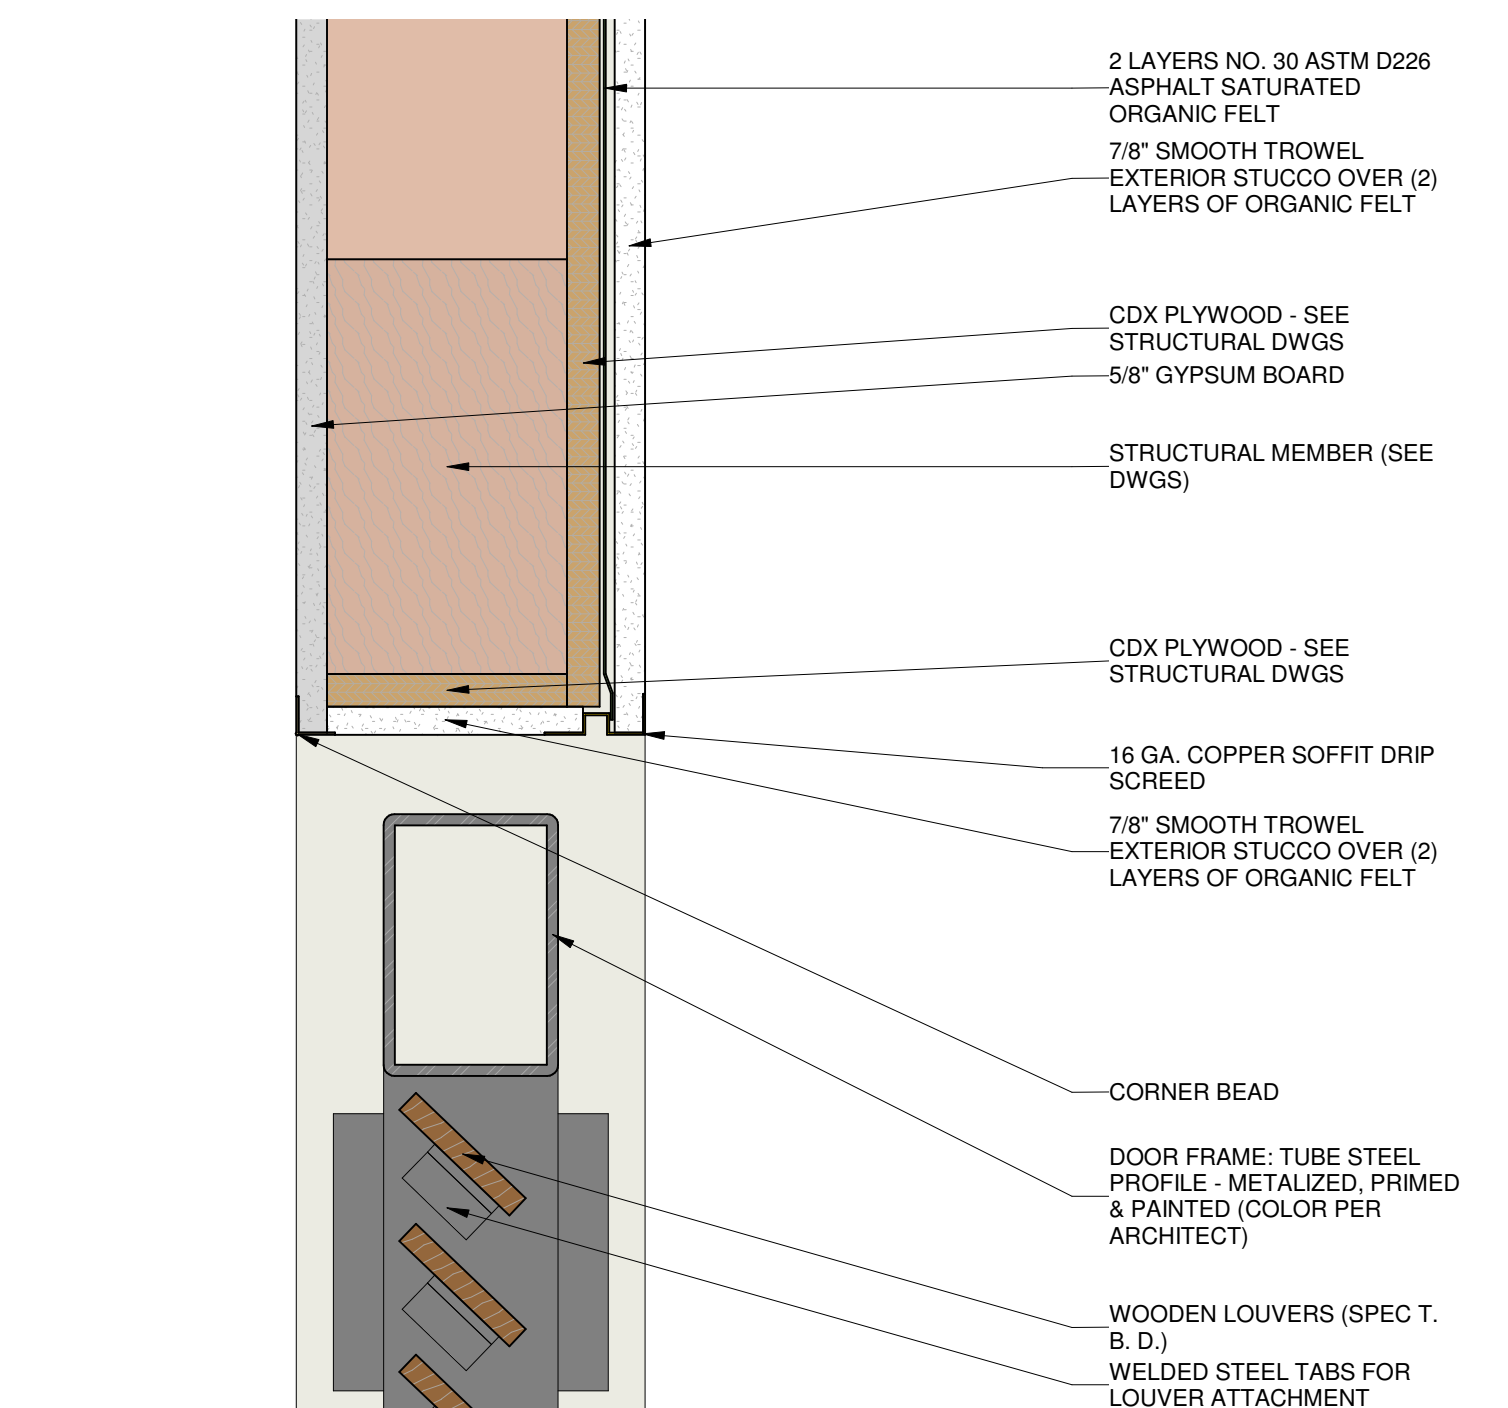 2 LAYERS NO. 30 ASTM D226
ASPHALT SATURATED
ORGANIC FELT
7/8" SMOOTH TROWEL
EXTERIOR STUCCO OVER (2)
LAYERS OF ORGANIC FELT
CDX PLYWOOD - SEE
STRUCTURAL DWGS
5/8" GYPSUM BOARD
STRUCTURAL MEMBER (SEE
DWGS)
CDX PLYWOOD - SEE
STRUCTURAL DWGS
16 GA. COPPER SOFFIT DRIP
SCREED
7/8" SMOOTH TROWEL
EXTERIOR STUCCO OVER (2)
LAYERS OF ORGANIC FELT
CORNER BEAD
DOOR FRAME: TUBE STEEL
PROFILE - METALIZED, PRIMED
& PAINTED (COLOR PER
ARCHITECT)
WOODEN LOUVERS (SPEC T.
B. D.)
WELDED STEEL TABS FOR
LOUVER ATTACHMENT